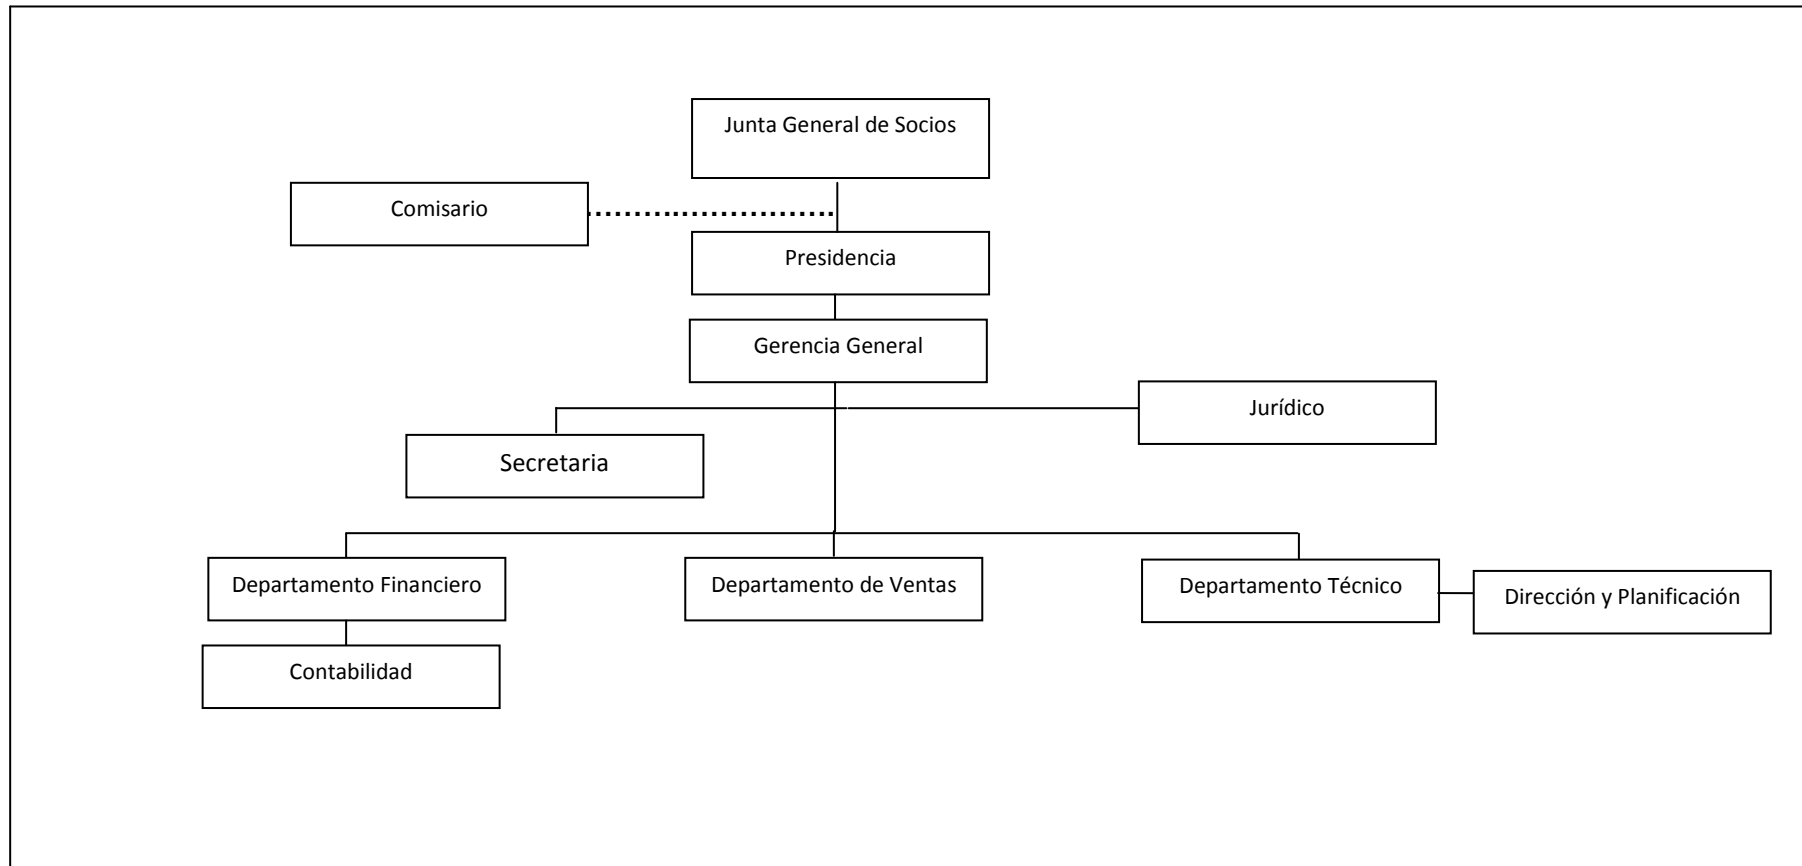 Junta General de Socios
Comisario
Presidencia
Gerencia General
Jurídico
Secretaria
Departamento Financiero
Departamento de Ventas
Departamento Técnico
Dirección y Planificación
Contabilidad